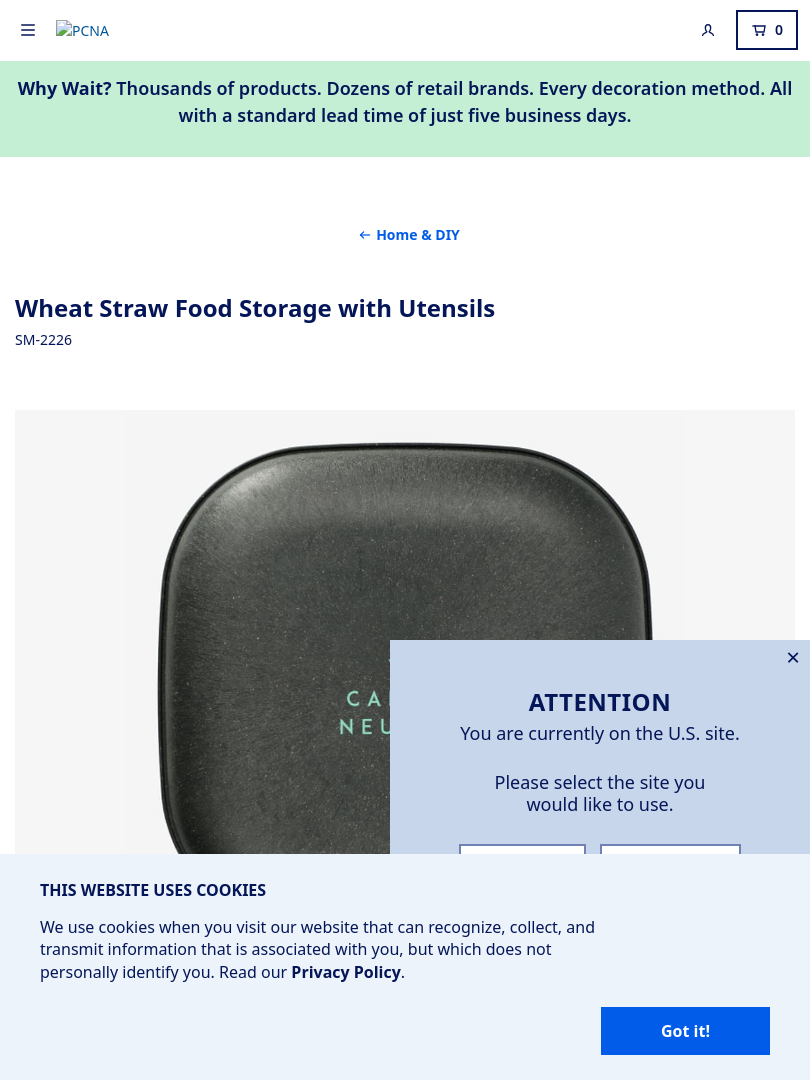 PCNA
0
Why Wait? Thousands of products. Dozens of retail brands. Every decoration method. All
with a standard lead time of just five business days.
Home & DIY
Wheat Straw Food Storage with Utensils
SM-2226
ATTENTION
You are currently on the U.S. site.
Please select the site you
would like to use.
THIS WEBSITE USES COOKIES
We use cookies when you visit our website that can recognize, collect, and
transmit information that is associated with you, but which does not
personally identify you. Read our Privacy Policy.
Got it!